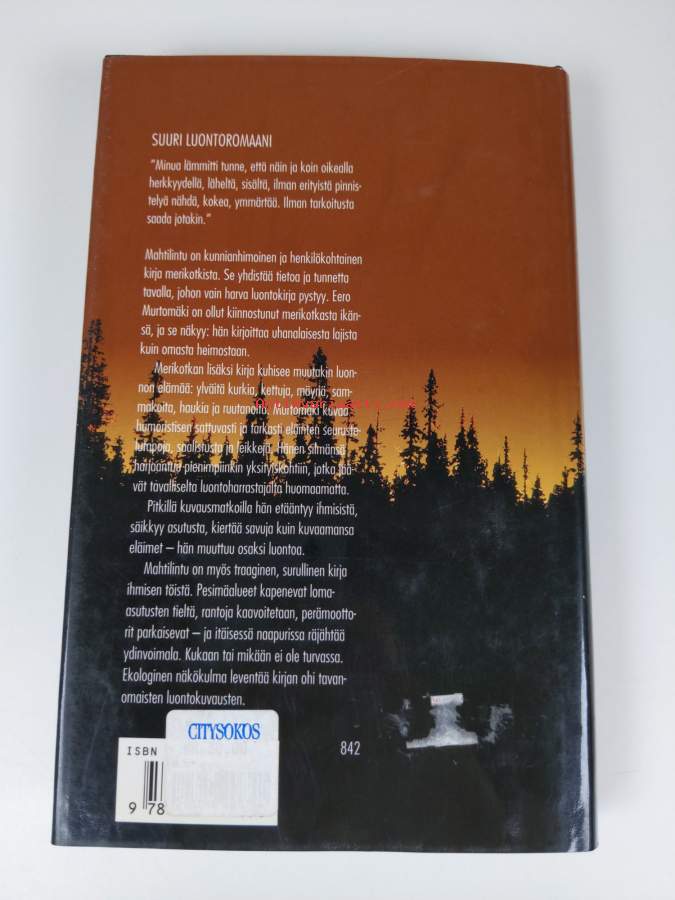 SUURI LUONTOROMAANI
"Minua lämmitti tunne, että näin ja koin oikealla
herkkyydellä, läheltä, sisältä, ilman erityistä pinnis-
telyä nähdä, kokea, ymmärtää. Ilman tarkoitusta
saada jotakin."
Mahtilintu on kunnianhimoinen ja henkilökohtainen
kirja merikotkista. Se yhdistää tietoa ja tunnetta
tavalla, johon vain harva luontokirja pystyy. Eero
Murtomäki on ollut kiinnostunut merikotkasta ikän-
sä, ja se näkyy: hän kirjoittaa uhanalaisesta lajista
kuin omasta heimostaan.
Merikotkan lisäksi kirja kuhisee muutakin luon-
non elämää: ylväitä kurkia, kettuja, möyriä, sam-
makoita, haukia ja ruutanoita. Murtomäki kuvaa
humoristisen sattuvasti ja tarkasti eläinten seuruste-
lutapoja, saalistusta ja leikkejä. Hänen silmänsä
harjaantuu pienimpiinkin yksityiskohtiin, jotka jää-
vät tavalliselta luontoharrastajalta huomaamatta.
Pitkillä kuvausmatkoilla hän etääntyy ihmisistä,
säikkyy asutusta, kiertää savuja kuin kuvaamansa
eläimet – hän muuttuu osaksi luontoa.
Mahtilintu on myös traaginen, surullinen kirja
ihmisen töistä. Pesimäalueet kapenevat loma-
asutusten tieltä, rantoja kaavoitetaan, perämootto-
rit parkaisevat – ja itäisessä naapurissa räjähtää
ydinvoimala. Kukaan tai mikään ei ole turvassa.
Ekologinen näkökulma leventää kirjan ohi tavan-
omaisten luontokuvausten.
CITYSOKOS
842
ISBN
9 78